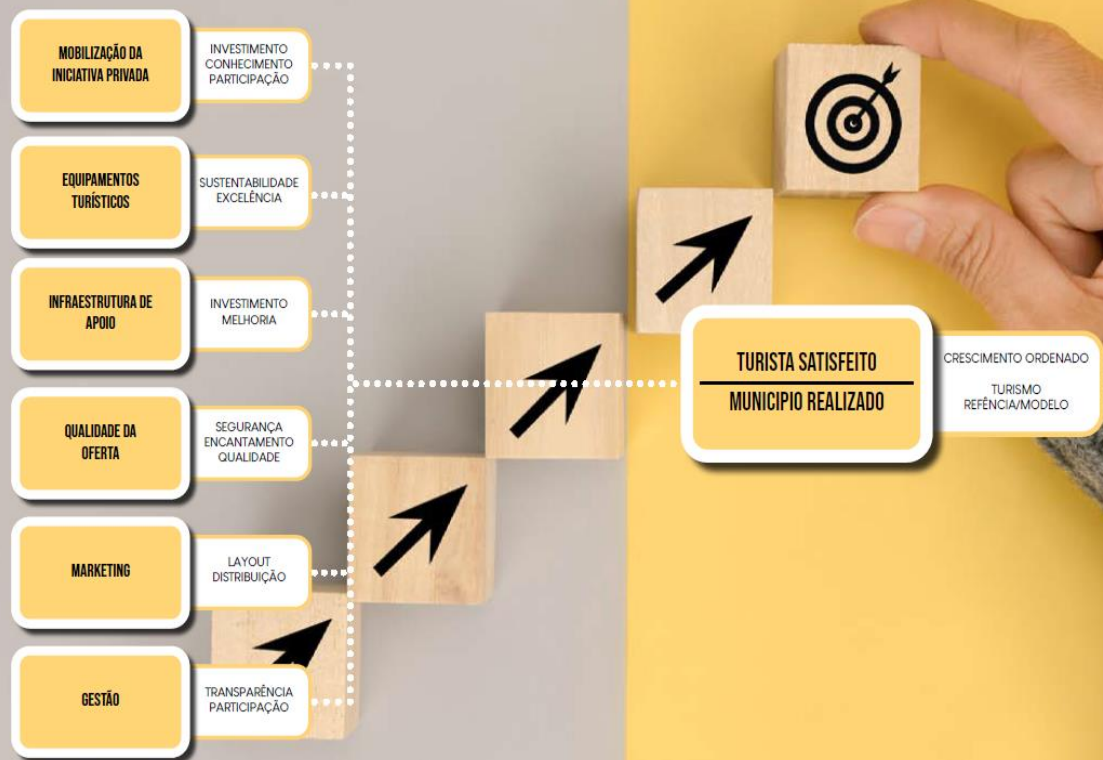 MOBILIZAÇÃO DA
INICIATIVA PRIVADA
INVESTIMENTO
CONHECIMENTO
PARTICIPAÇÃO
EQUIPAMENTOS
TURÍSTICOS
SUSTENTABILIDADE
EXCELÊNCIA
INFRAESTRUTURA DE
APOIO
INVESTIMENTO
MELHORIA
QUALIDADE DA
OFERTA
SEGURANÇA
ENCANTAMENTO
QUALIDADE
MARKETING
LAYOUT
DISTRIBUIÇÃO
GESTÃO
TRANSPARÊNCIA
PARTICIPAÇÃO
TURISTA SATISFEITO
MUNICIPIO REALIZADO
CRESCIMENTO ORDENADO
TURISMO
REFÊNCIA/MODELO